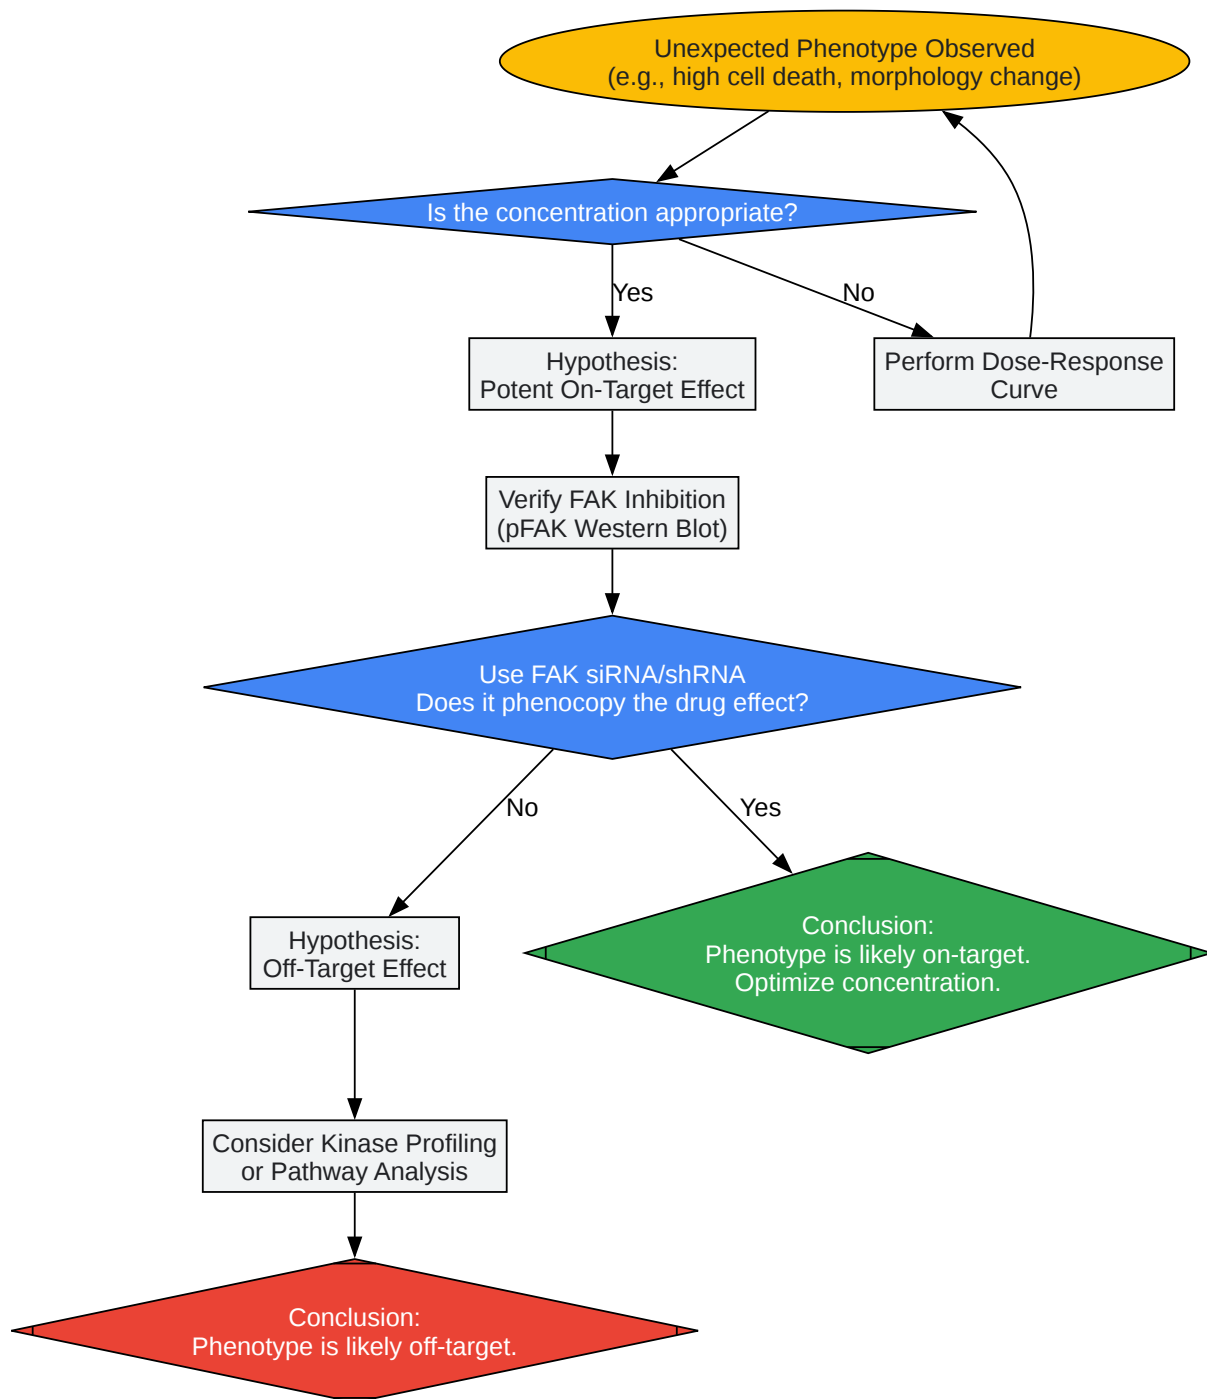 Unexpected Phenotype Observed
(e.g., high cell death, morphology change)
Is the concentration appropriate?
Yes
No
Hypothesis:
Potent On-Target Effect
Perform Dose-Response
Curve
Verify FAK Inhibition
(pFAK Western Blot)
Use FAK siRNA/shRNA
Does it phenocopy the drug effect?
No
Yes
Hypothesis:
Off-Target Effect
Conclusion:
Phenotype is likely on-target.
Optimize concentration.
Consider Kinase Profiling
or Pathway Analysis
Conclusion:
Phenotype is likely off-target.